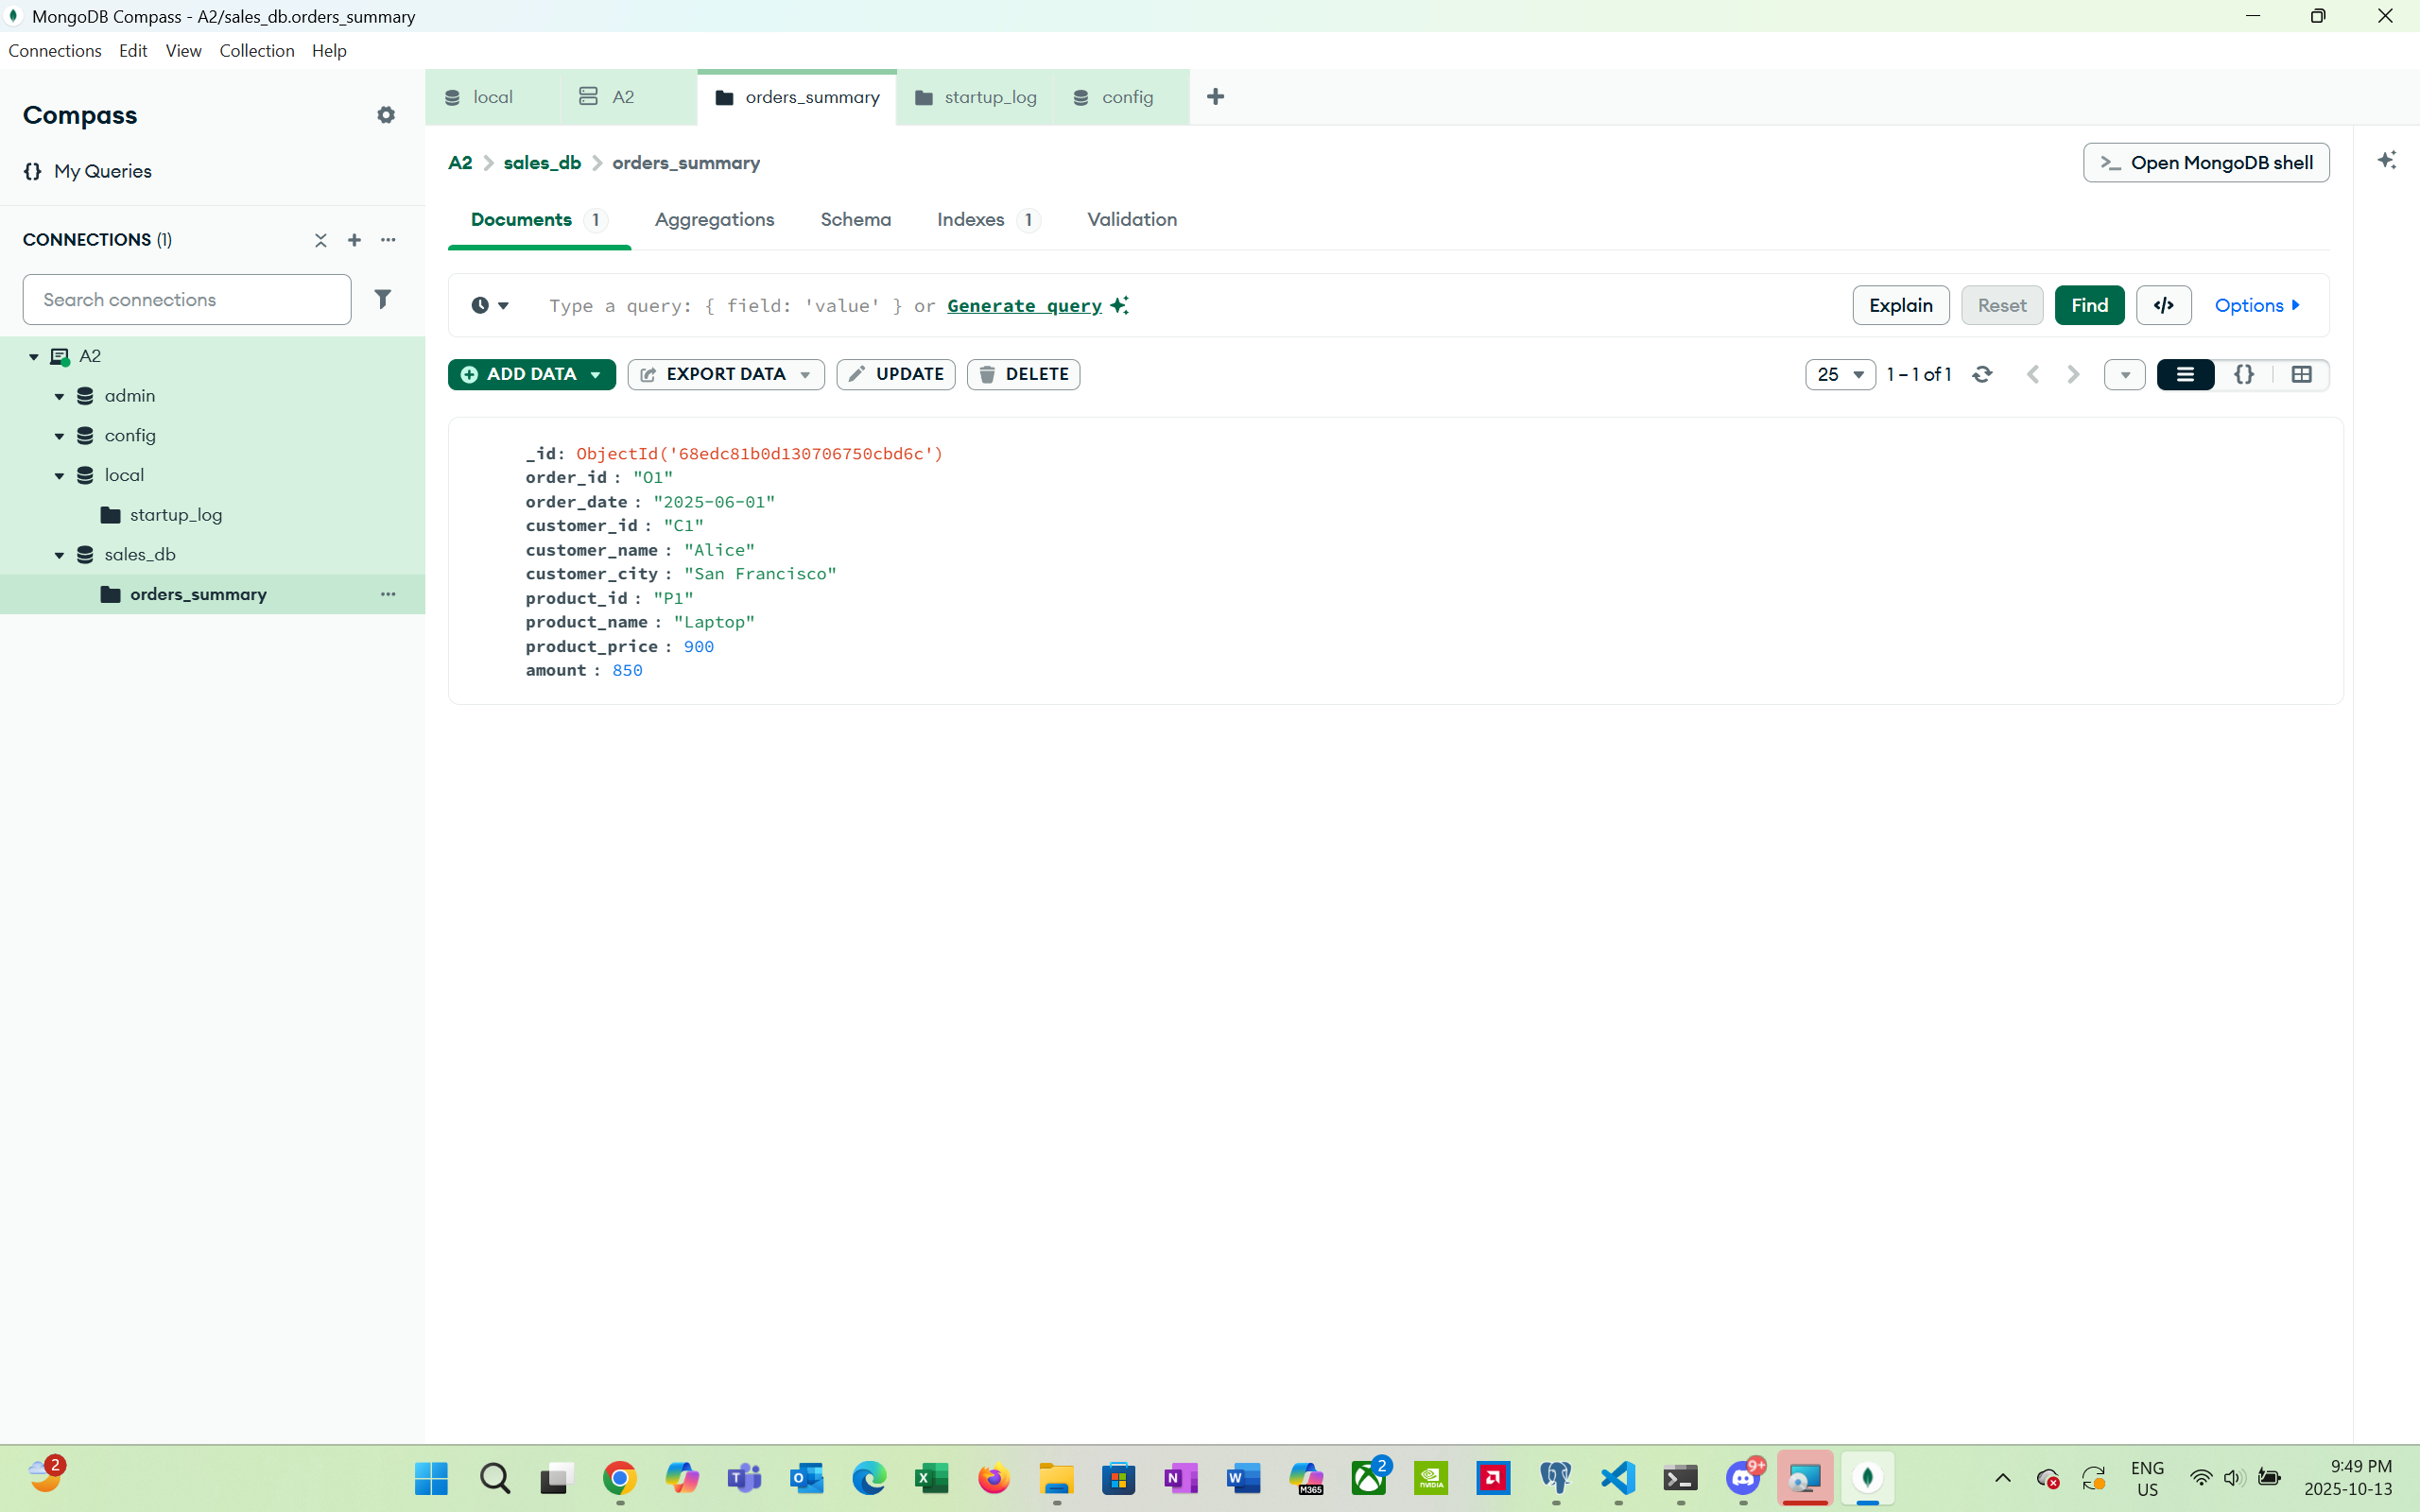 MongoDB Compass - A2/sales_db.orders_summary
Connections Edit View Collection Help
Compass
{} My Queries
CONNECTIONS (1)
Search connections
A2
admin
config
local
startup_log
sales_db
orders_summary
local A2 orders_summary startup_log config
A2 > sales_db > orders_summary
Open MongoDB shell
Documents 1 Aggregations Schema Indexes 1 Validation
Type a query: { field: 'value' } or Generate query
Explain Reset Find </> Options
ADD DATA EXPORT DATA UPDATE DELETE
25 1 – 1 of 1 {}
_id: ObjectId('68edc81b0d130706750cbd6c')
order_id : "O1"
order_date : "2025-06-01"
customer_id : "C1"
customer_name : "Alice"
customer_city : "San Francisco"
product_id : "P1"
product_name : "Laptop"
product_price : 900
amount : 850
2
M365
2
NVIDIA
9+
ENG
US
9:49 PM
2025-10-13